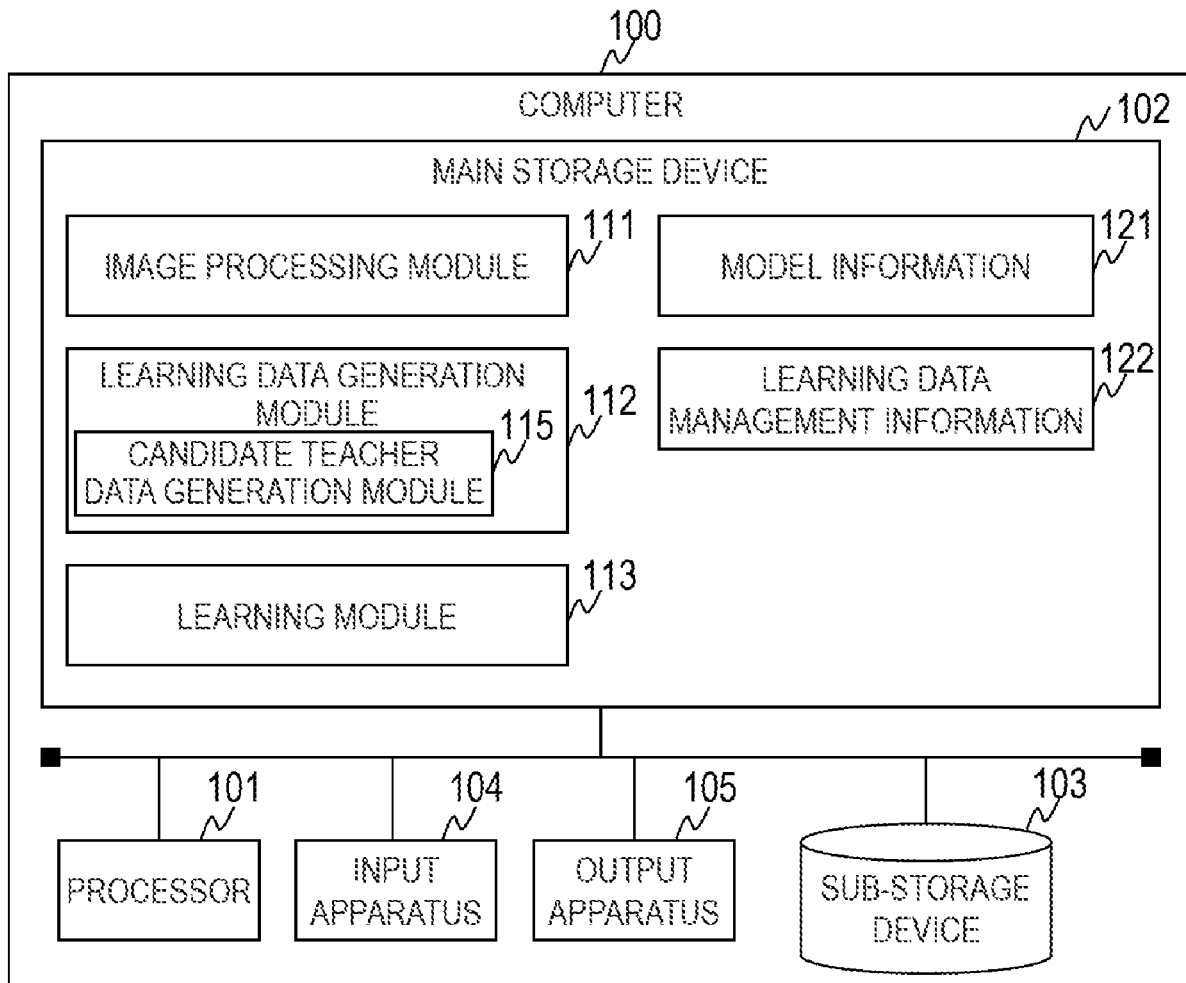 100
COMPUTER
102
MAIN STORAGE DEVICE
111
IMAGE PROCESSING MODULE
121
MODEL INFORMATION
LEARNING DATA GENERATION
MODULE
112
115
CANDIDATE TEACHER
DATA GENERATION MODULE
122
LEARNING DATA
MANAGEMENT INFORMATION
113
LEARNING MODULE
101
PROCESSOR
104
INPUT
APPARATUS
105
OUTPUT
APPARATUS
103
SUB-STORAGE
DEVICE